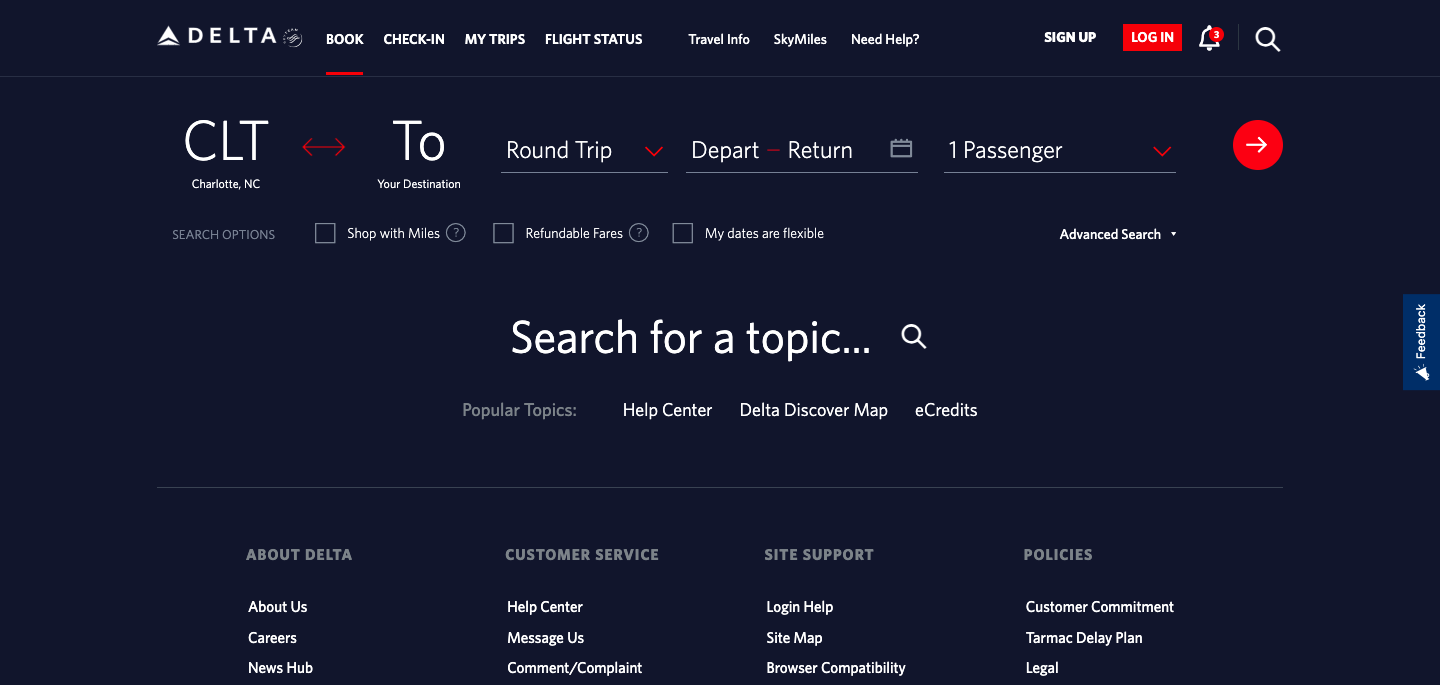 DELTA
BOOK CHECK-IN MY TRIPS FLIGHT STATUS Travel Info SkyMiles Need Help? SIGN UP LOG IN 3
CLT To Round Trip Depart – Return 1 Passenger
Charlotte, NC Your Destination
SEARCH OPTIONS Shop with Miles ? Refundable Fares ? My dates are flexible Advanced Search
Feedback
Search for a topic...
Popular Topics: Help Center Delta Discover Map eCredits
ABOUT DELTA CUSTOMER SERVICE SITE SUPPORT POLICIES
About Us Help Center Login Help Customer Commitment
Careers Message Us Site Map Tarmac Delay Plan
News Hub Comment/Complaint Browser Compatibility Legal